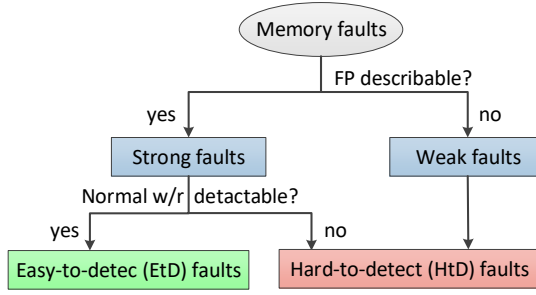 Memory faults
FP describable?
yes
no
Strong faults
Weak faults
Normal w/r detactable?
yes
no
Easy-to-detec (EtD) faults
Hard-to-detect (HtD) faults